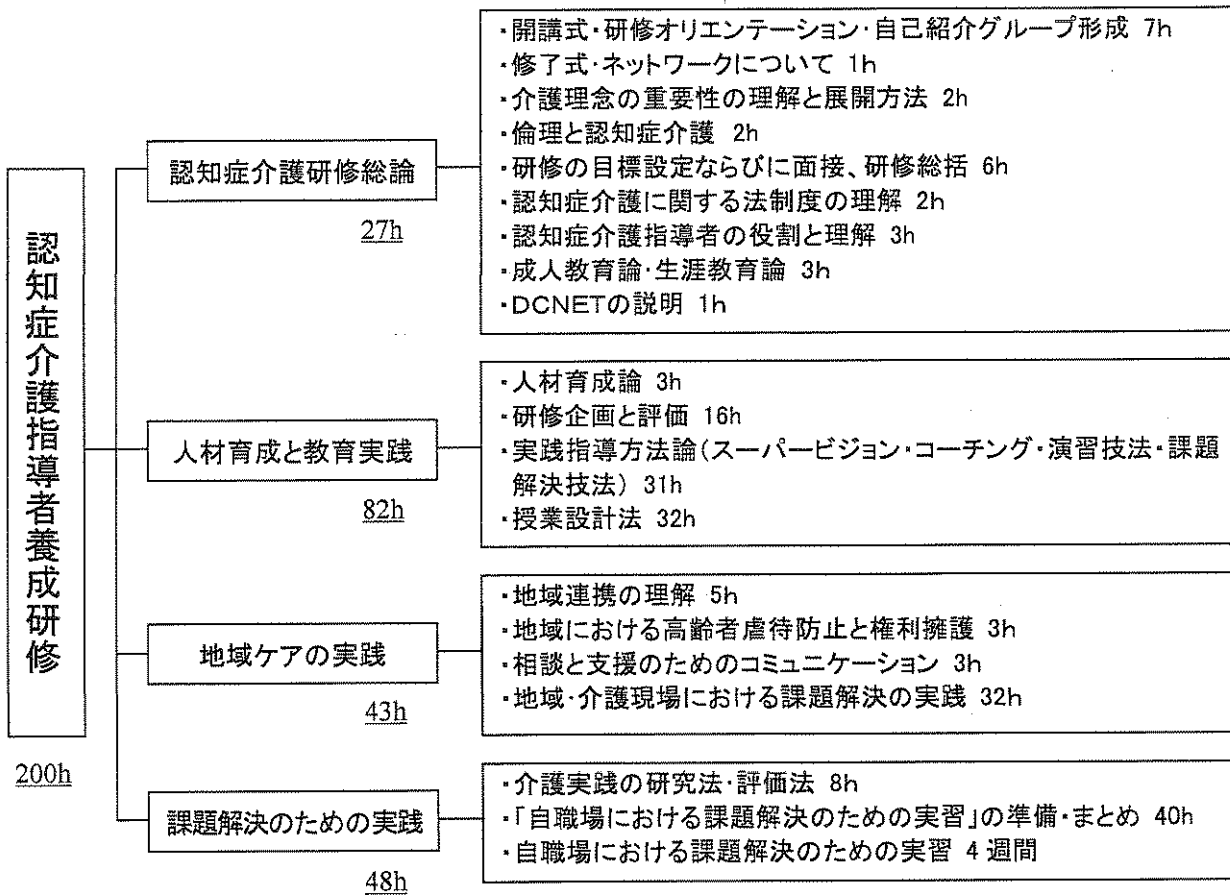 認知症介護指導者養成研修
200h
認知症介護研修総論
27h
・開講式・研修オリエンテーション・自己紹介グループ形成 7h
・修了式・ネットワークについて 1h
・介護理念の重要性の理解と展開方法 2h
・倫理と認知症介護 2h
・研修の目標設定ならびに面接、研修総括 6h
・認知症介護に関する法制度の理解 2h
・認知症介護指導者の役割と理解 3h
・成人教育論・生涯教育論 3h
・DCNETの説明 1h
人材育成と教育実践
82h
・人材育成論 3h
・研修企画と評価 16h
・実践指導方法論(スーパービジョン・コーチング・演習技法・課題
解決技法) 31h
・授業設計法 32h
地域ケアの実践
43h
・地域連携の理解 5h
・地域における高齢者虐待防止と権利擁護 3h
・相談と支援のためのコミュニケーション 3h
・地域・介護現場における課題解決の実践 32h
課題解決のための実践
48h
・介護実践の研究法・評価法 8h
・「自職場における課題解決のための実習」の準備・まとめ 40h
・自職場における課題解決のための実習 4 週間